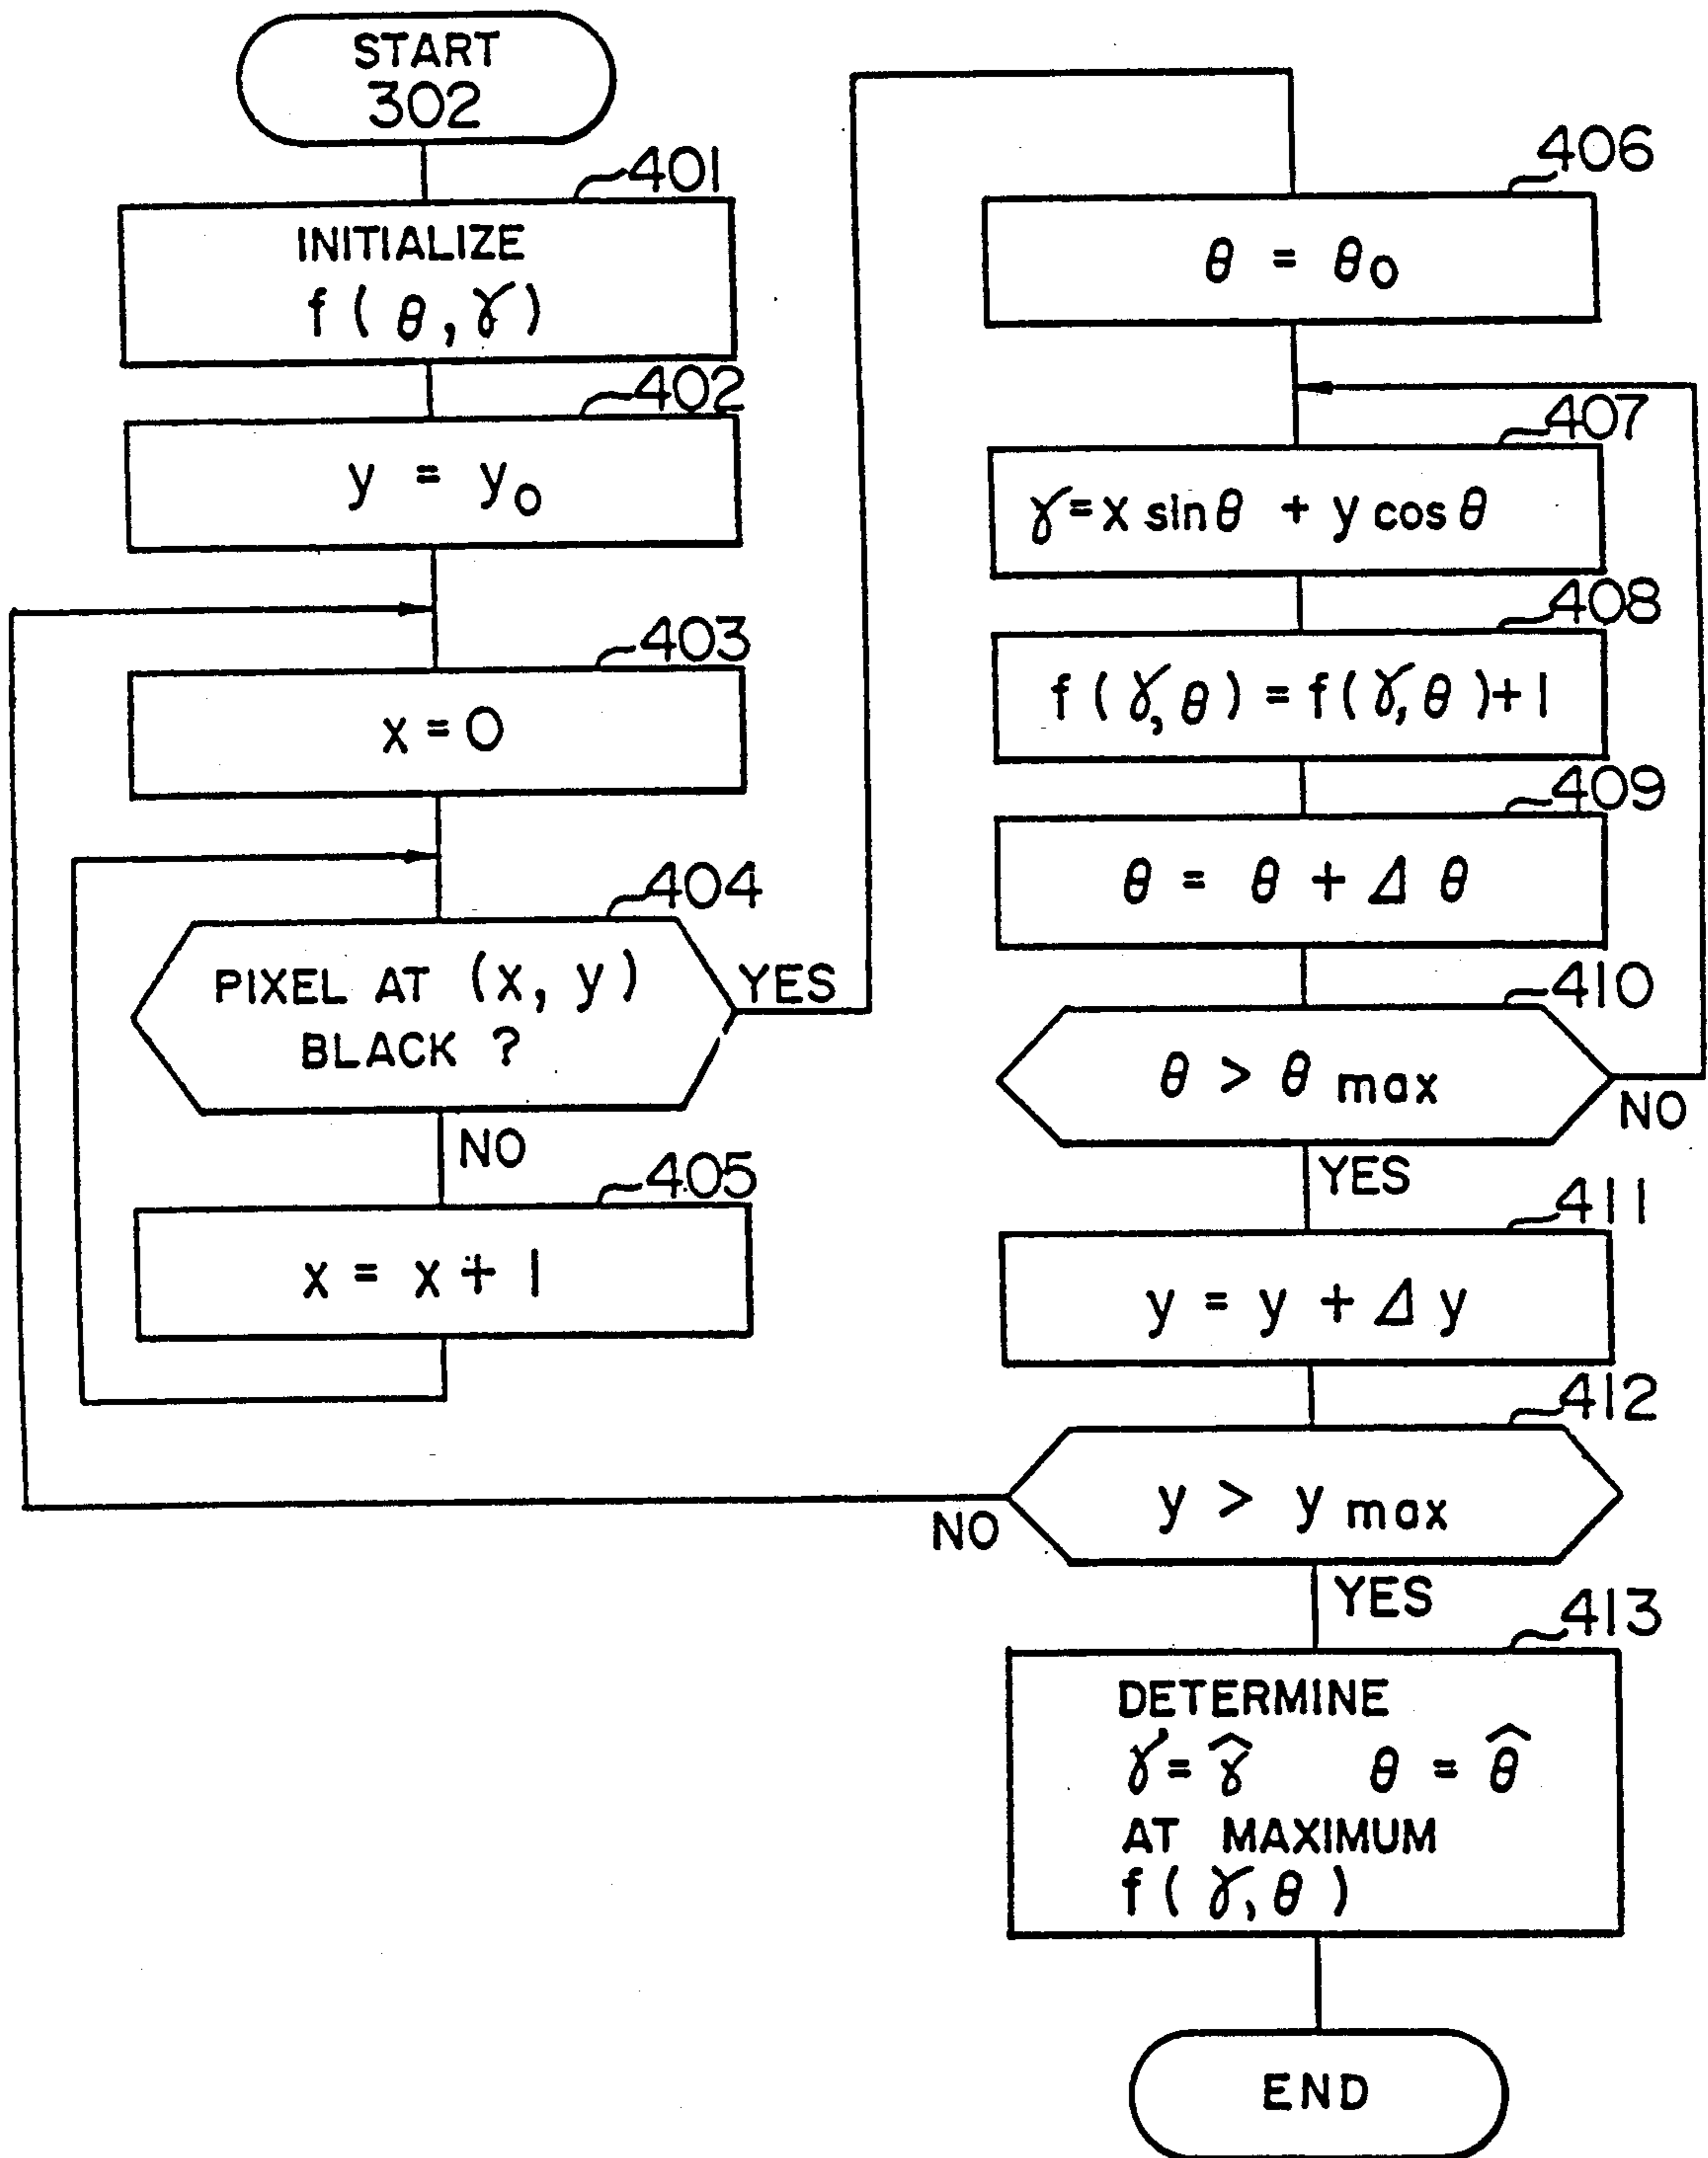 START
302
401
INITIALIZE
f ( θ , γ )
402
y = y₀
403
x = 0
404
PIXEL AT (x, y)
BLACK ?
YES
NO
405
x = x + 1
406
θ = θ₀
407
γ = x sin θ + y cos θ
408
f ( γ, θ ) = f ( γ, θ ) + 1
409
θ = θ + Δ θ
410
θ > θ max
NO
YES
411
y = y + Δ y
412
y > y max
NO
YES
413
DETERMINE
γ = γ̂ θ = θ̂
AT MAXIMUM
f ( γ, θ )
END